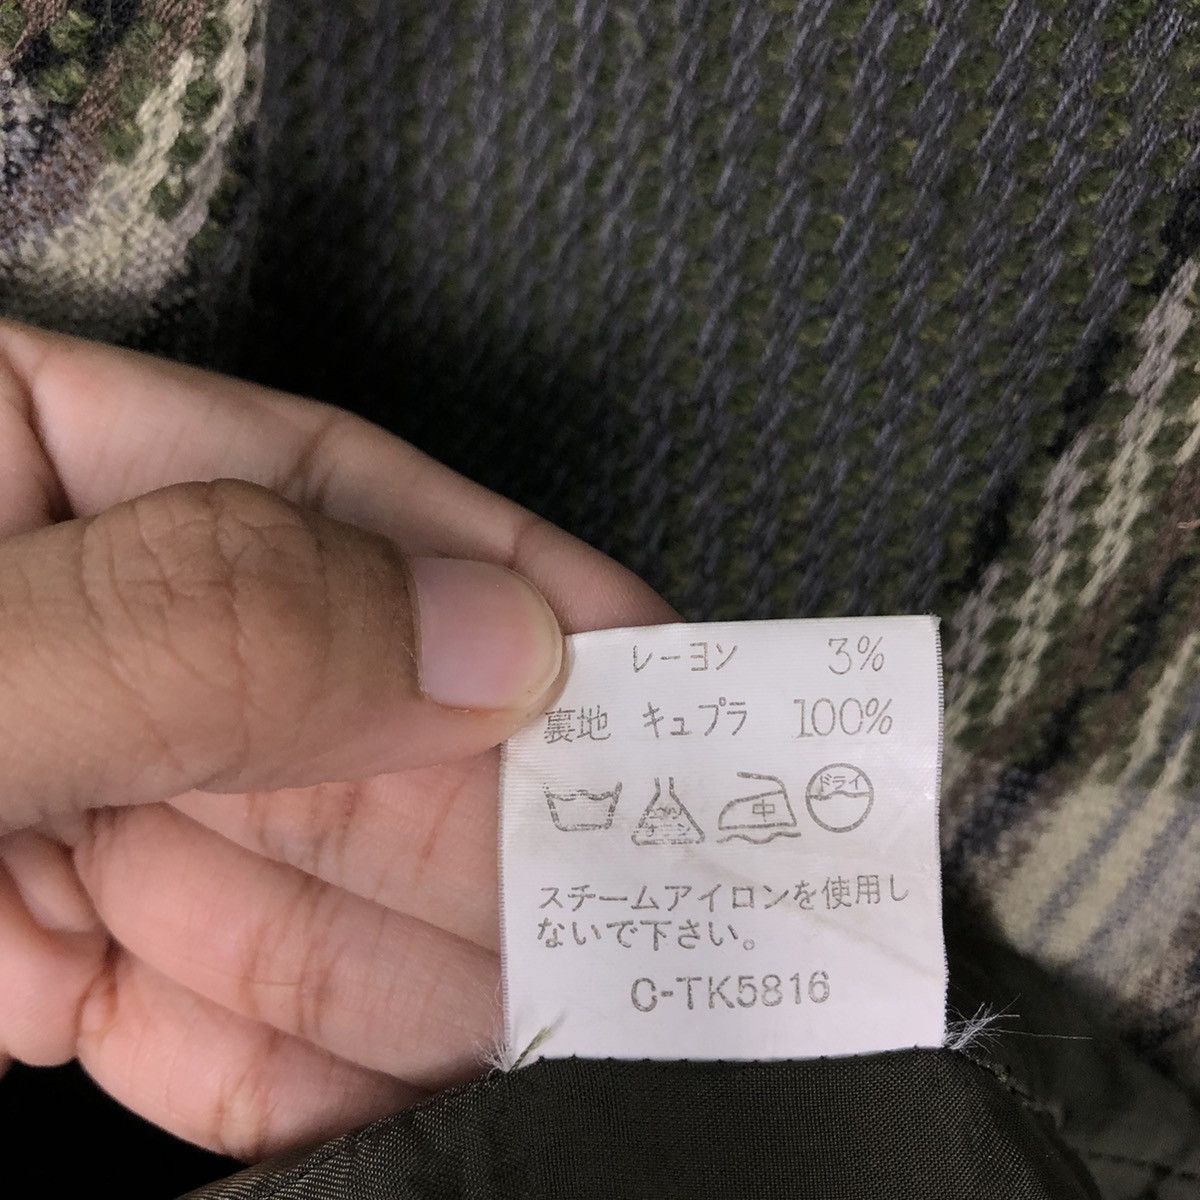 レーヨン 3%
裏地 キュプラ 100%
中 ドライ
スチームアイロンを使用し
ないで下さい。
C-TK5816